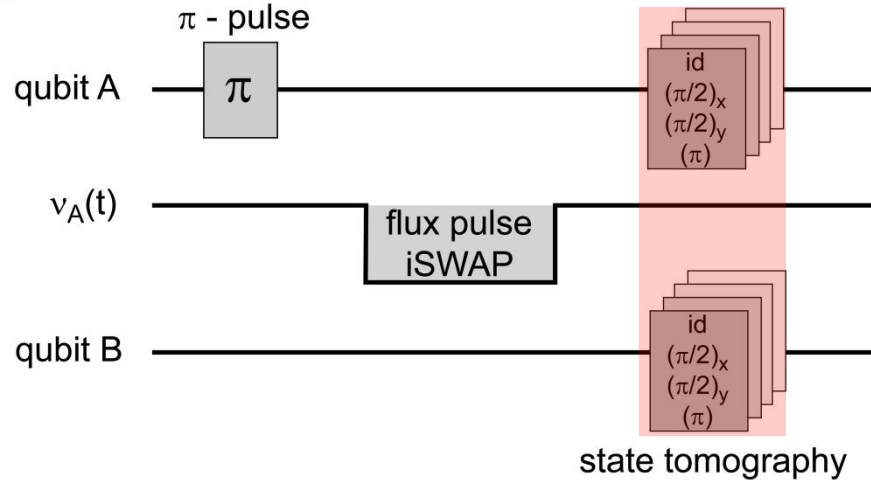 π - pulse
qubit A
π
id
(π/2)x
(π/2)y
(π)
νA(t)
flux pulse
iSWAP
qubit B
id
(π/2)x
(π/2)y
(π)
state tomography